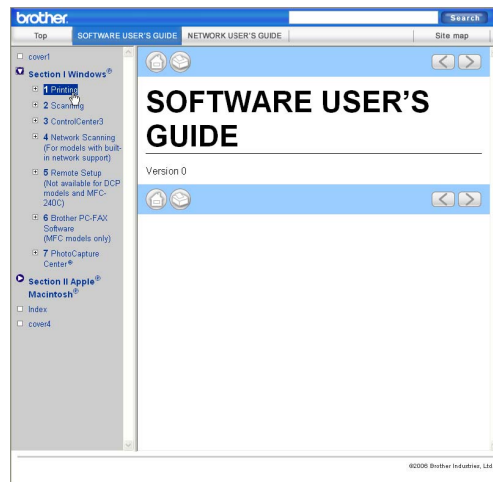 brother.
Search
Top
SOFTWARE USER'S GUIDE
NETWORK USER'S GUIDE
Site map
cover1
Section I Windows®
1 Printing
2 Scanning
3 ControlCenter3
4 Network Scanning
(For models with built-
in network support)
5 Remote Setup
(Not available for DCP
models and MFC-
240C)
6 Brother PC-FAX
Software
(MFC models only)
7 PhotoCapture
Center®
Section II Apple®
Macintosh®
Index
cover4
SOFTWARE USER'S
GUIDE
Version 0
©2006 Brother Industries, Ltd.